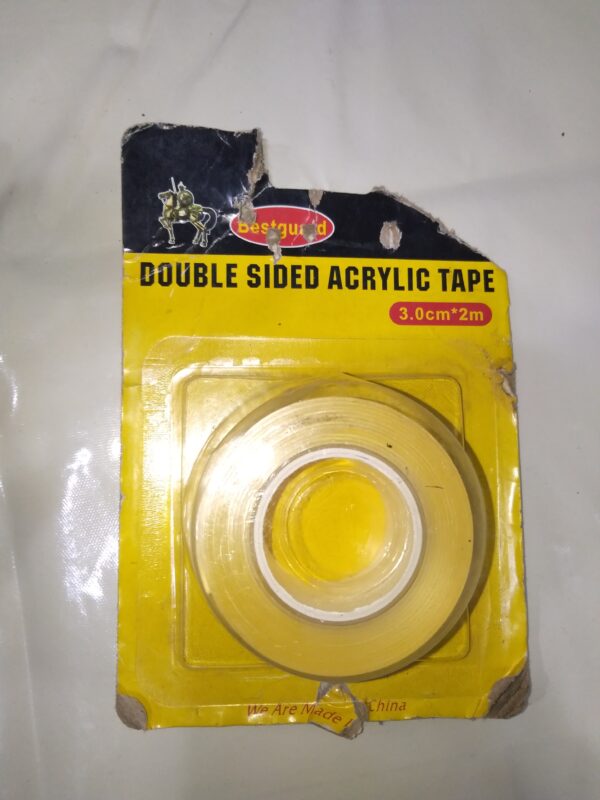 Bestguard
DOUBLE SIDED ACRYLIC TAPE
3.0cm*2m
We Are Made China